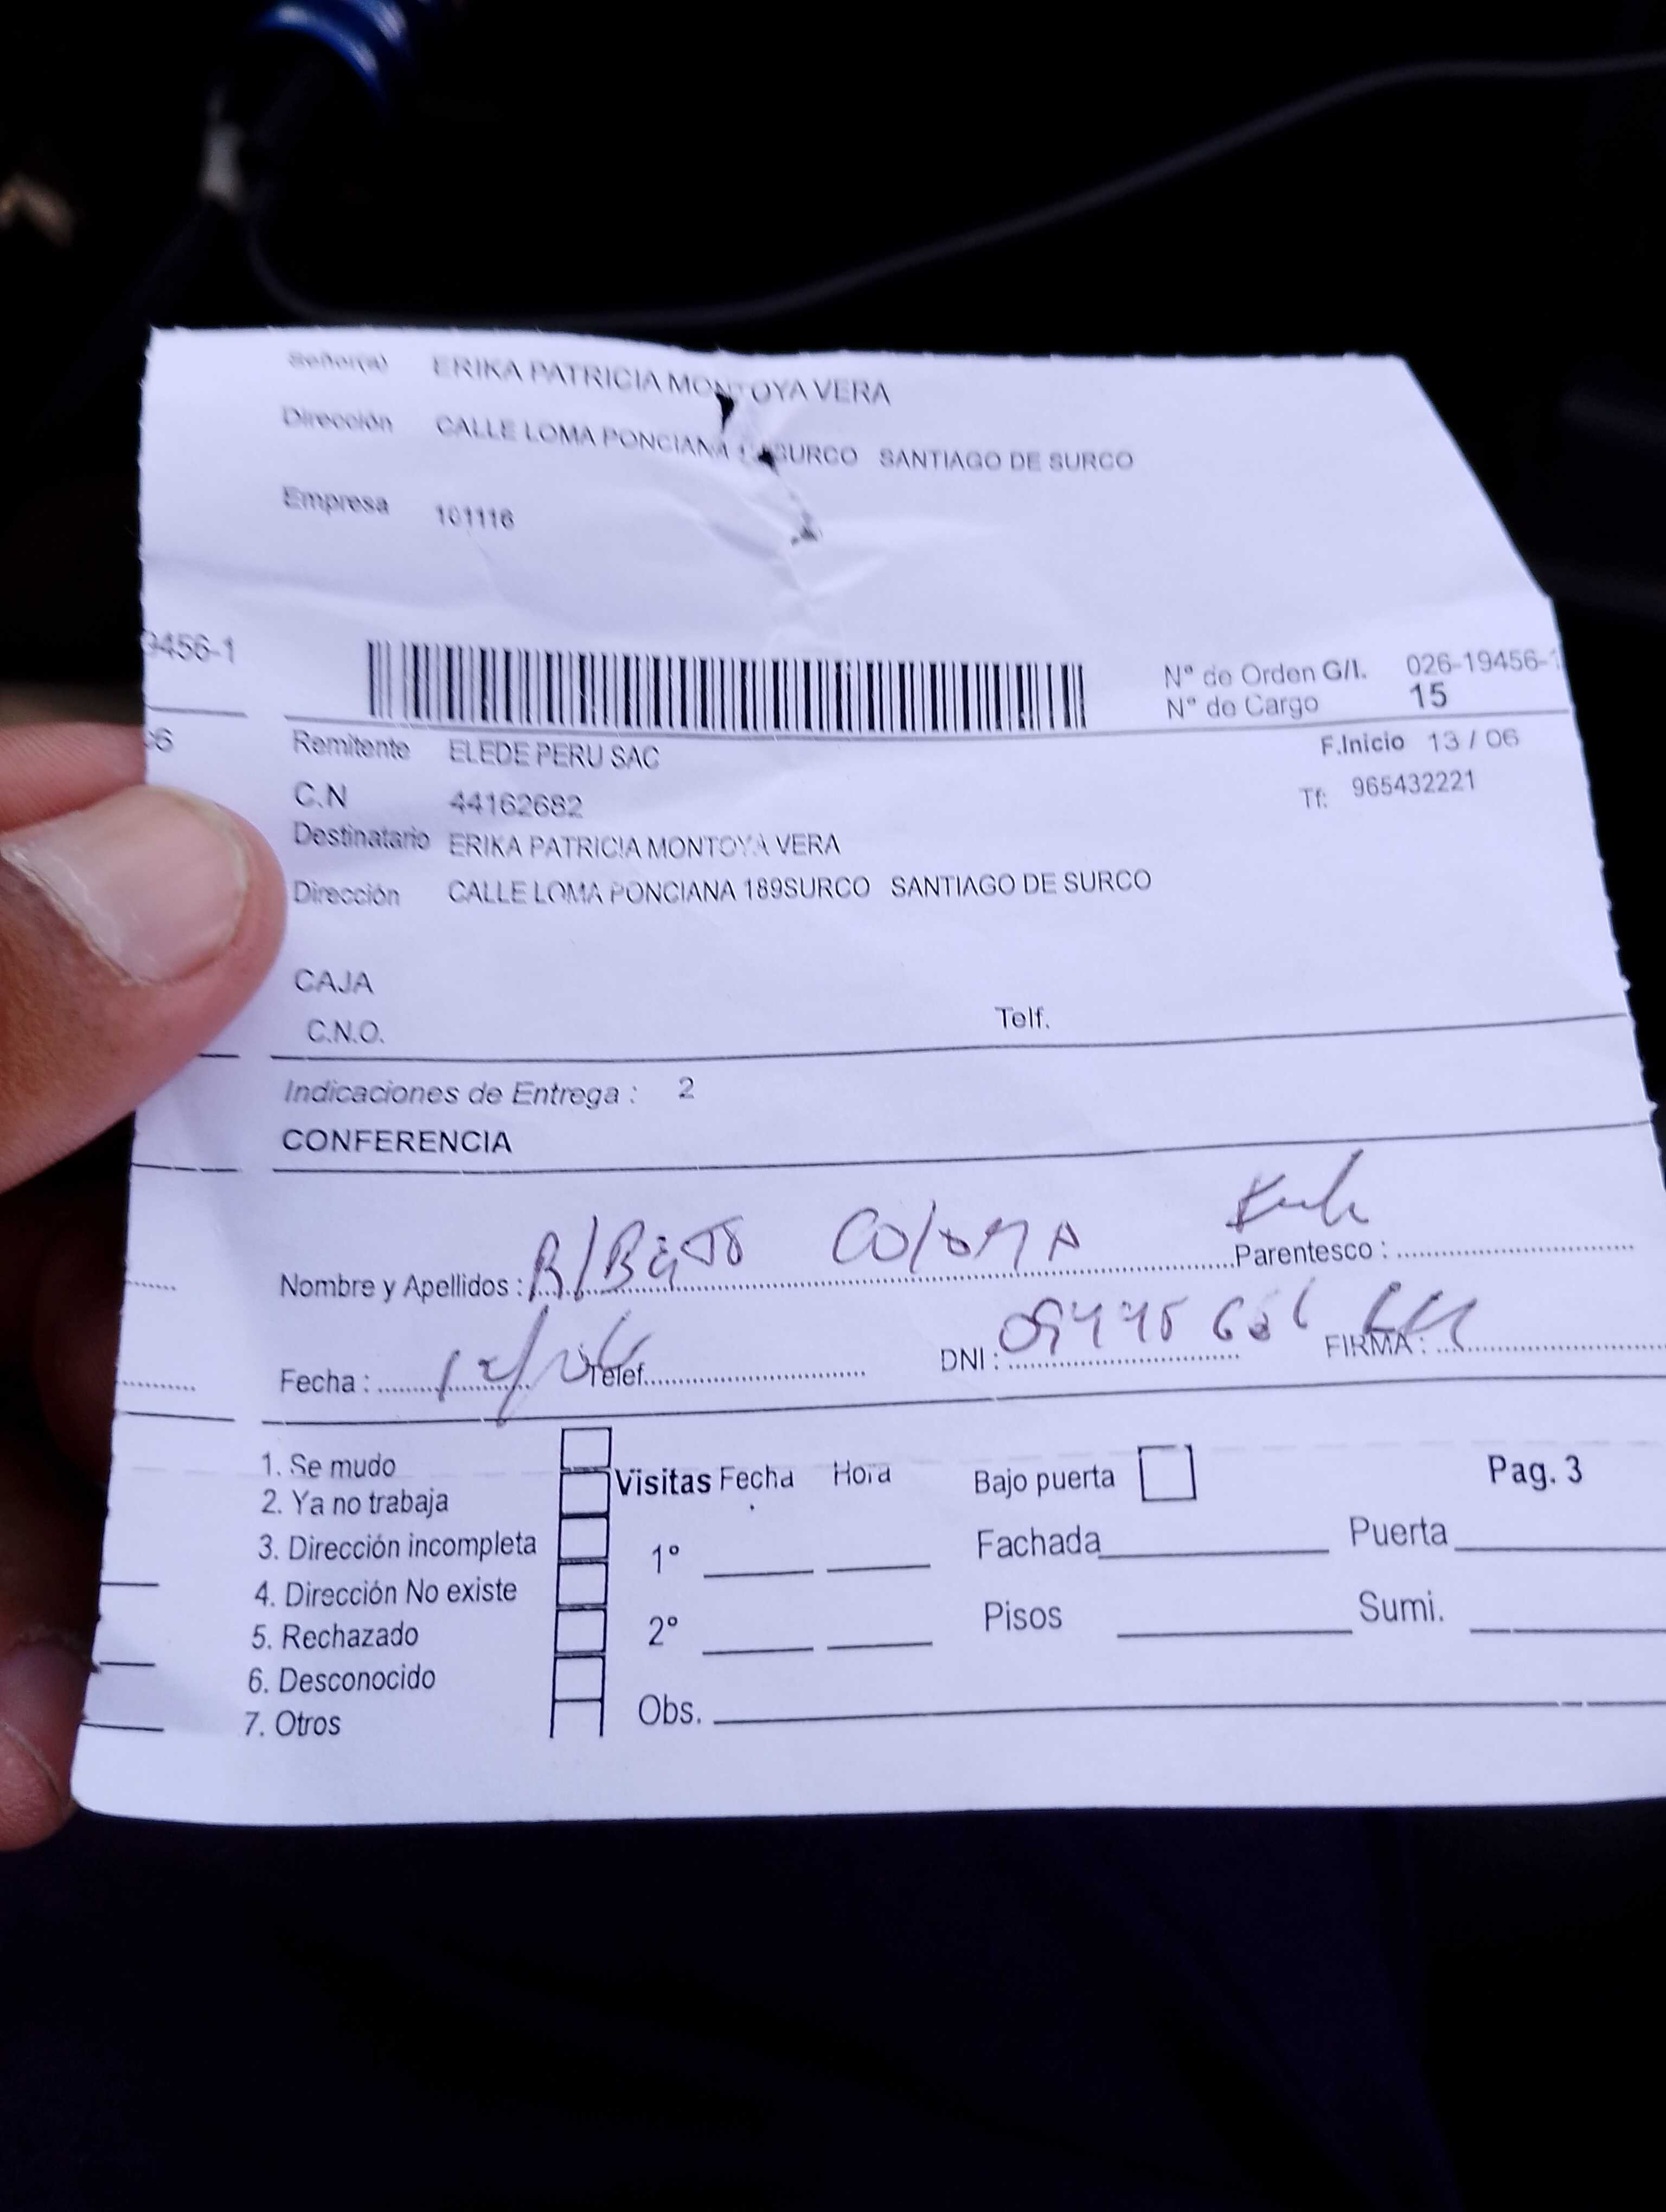 Señor(a) ERIKA PATRICIA MONTOYA VERA
Dirección CALLE LOMA PONCIANA SURCO SANTIAGO DE SURCO
Empresa 101116
9456-1
Nº de Orden G/I. 026-19456-1
Nº de Cargo 15
Remitente ELEDE PERU SAC F.Inicio 13 / 06
C.N 44162682 Tf: 965432221
Destinatario ERIKA PATRICIA MONTOYA VERA
Dirección CALLE LOMA PONCIANA 189SURCO SANTIAGO DE SURCO
CAJA
C.N.O. Telf.
Indicaciones de Entrega : 2
CONFERENCIA
Nombre y Apellidos : COLOMA Parentesco :
Fecha : Telef. DNI : FIRMA :
1. Se mudo
2. Ya no trabaja
3. Dirección incompleta
4. Dirección No existe
5. Rechazado
6. Desconocido
7. Otros
Visitas Fecha Hora
1º
2º
Obs.
Bajo puerta Pag. 3
Fachada Puerta
Pisos Sumi.